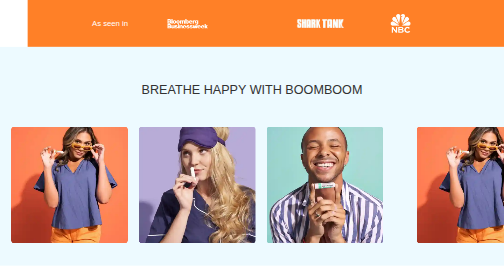 As seen in
Bloomberg
Businessweek
SHARK TANK
NBC
BREATHE HAPPY WITH BOOMBOOM